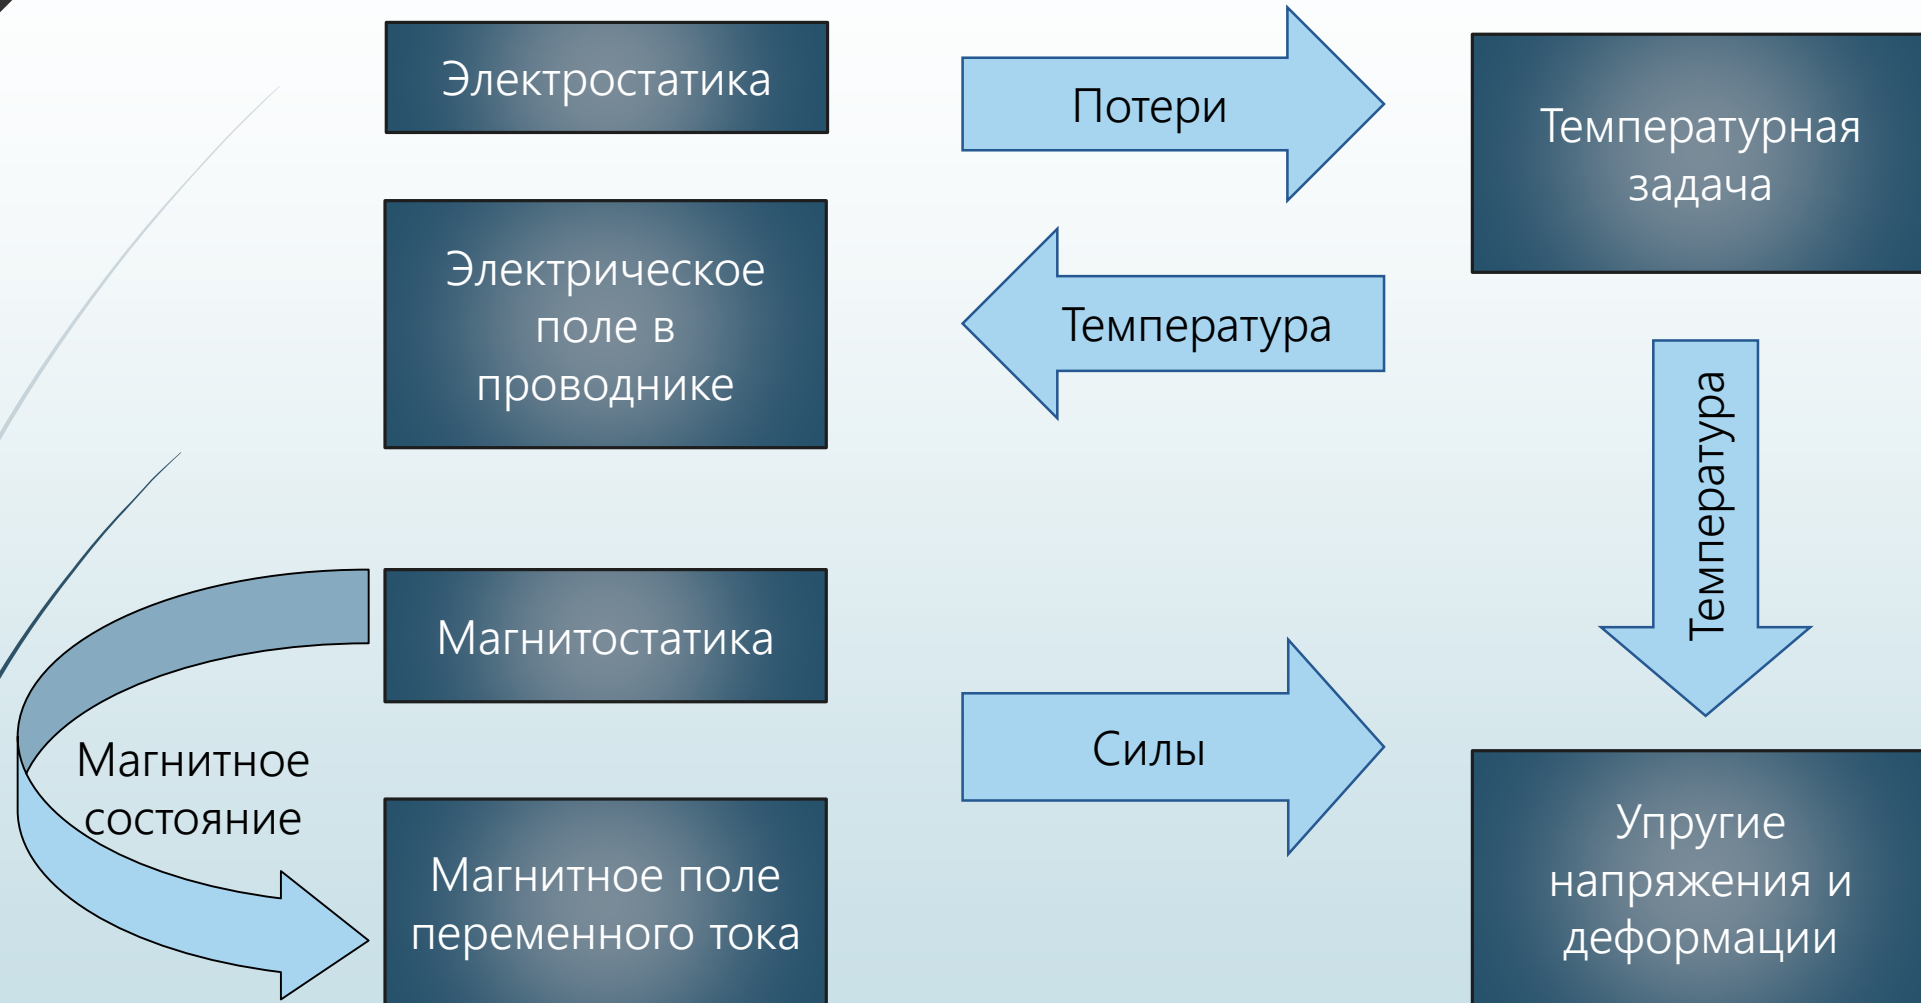 Электростатика
Потери
Температурная
задача
Электрическое
поле в
проводнике
Температура
Температура
Магнитостатика
Магнитное
состояние
Силы
Магнитное поле
переменного тока
Упругие
напряжения и
деформации